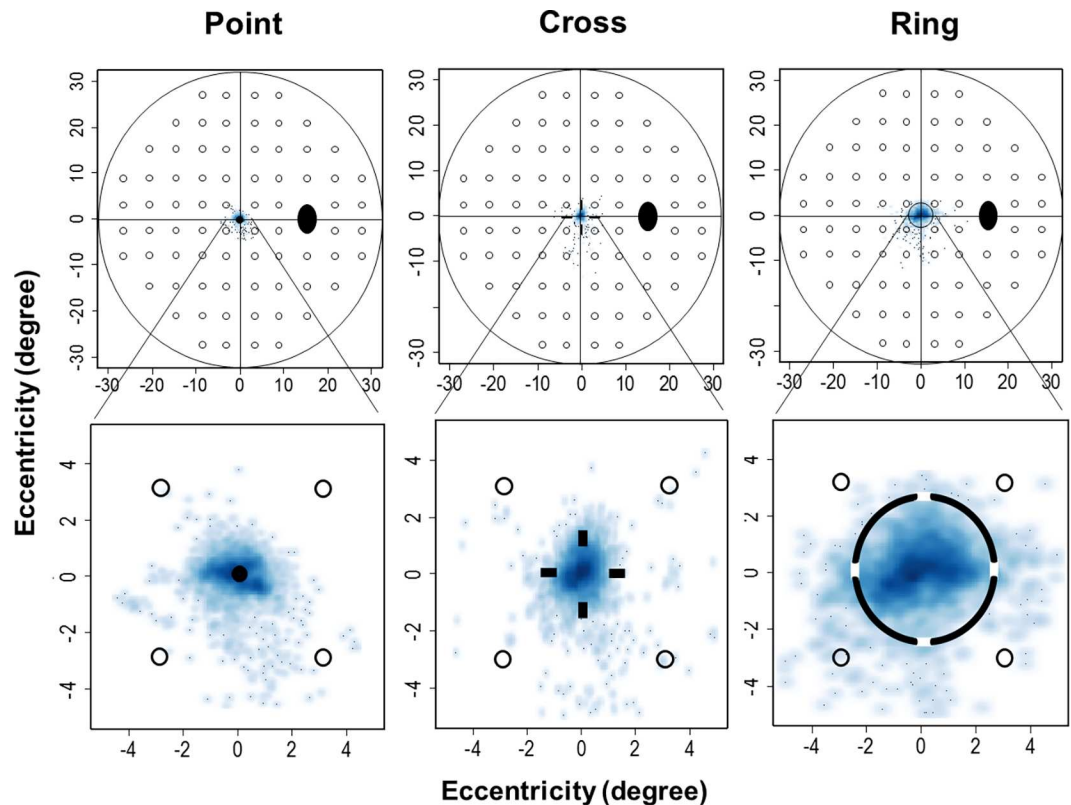 Point Cross Ring
30 30 30
20 20 20
10 10 10
0 0 0
-10 -10 -10
-20 -20 -20
-30 -30 -30
-30 -20 -10 0 10 20 30 -30 -20 -10 0 10 20 30 -30 -20 -10 0 10 20 30
Eccentricity (degree)
4 4 4
2 2 2
0 0 0
-2 -2 -2
-4 -4 -4
-4 -2 0 2 4 -4 -2 0 2 4 -4 -2 0 2 4
Eccentricity (degree)